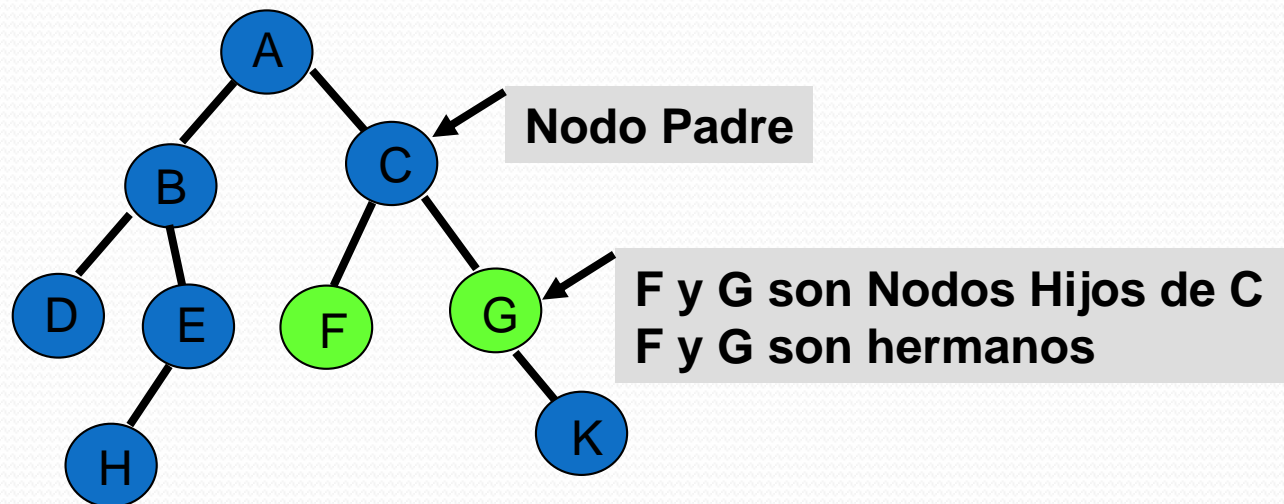 A
Nodo Padre
C
B
F y G son Nodos Hijos de C
F y G son hermanos
D
E
F
G
H
K